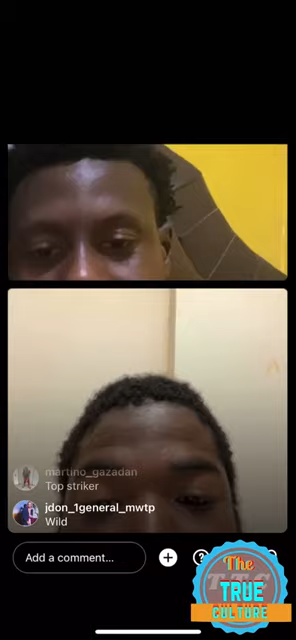 martino_gazadan
Top striker
jdon_1general_mwtp
Wild
Add a comment...
The
TRUE
CULTURE